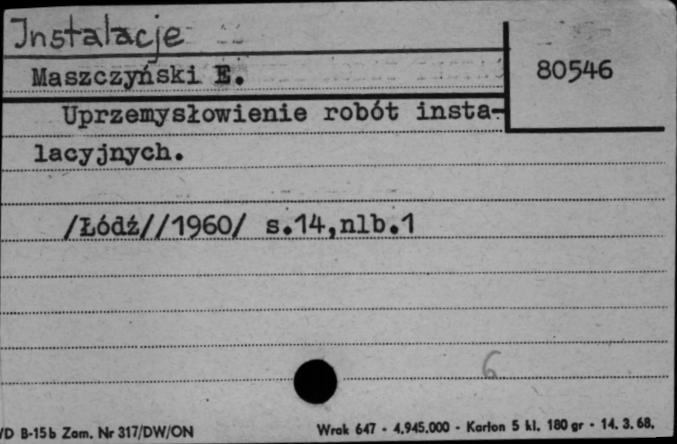 Instalacje
Maszczyński E.
80546
Uprzemysłowienie robót insta-
lacyjnych.
/Łódź//1960/ s.14,nlb.1
6
/D B-15b Zam. Nr 317/DW/ON
Wrak 647 - 4.945.000 - Karton 5 kl. 180 gr - 14. 3. 68.